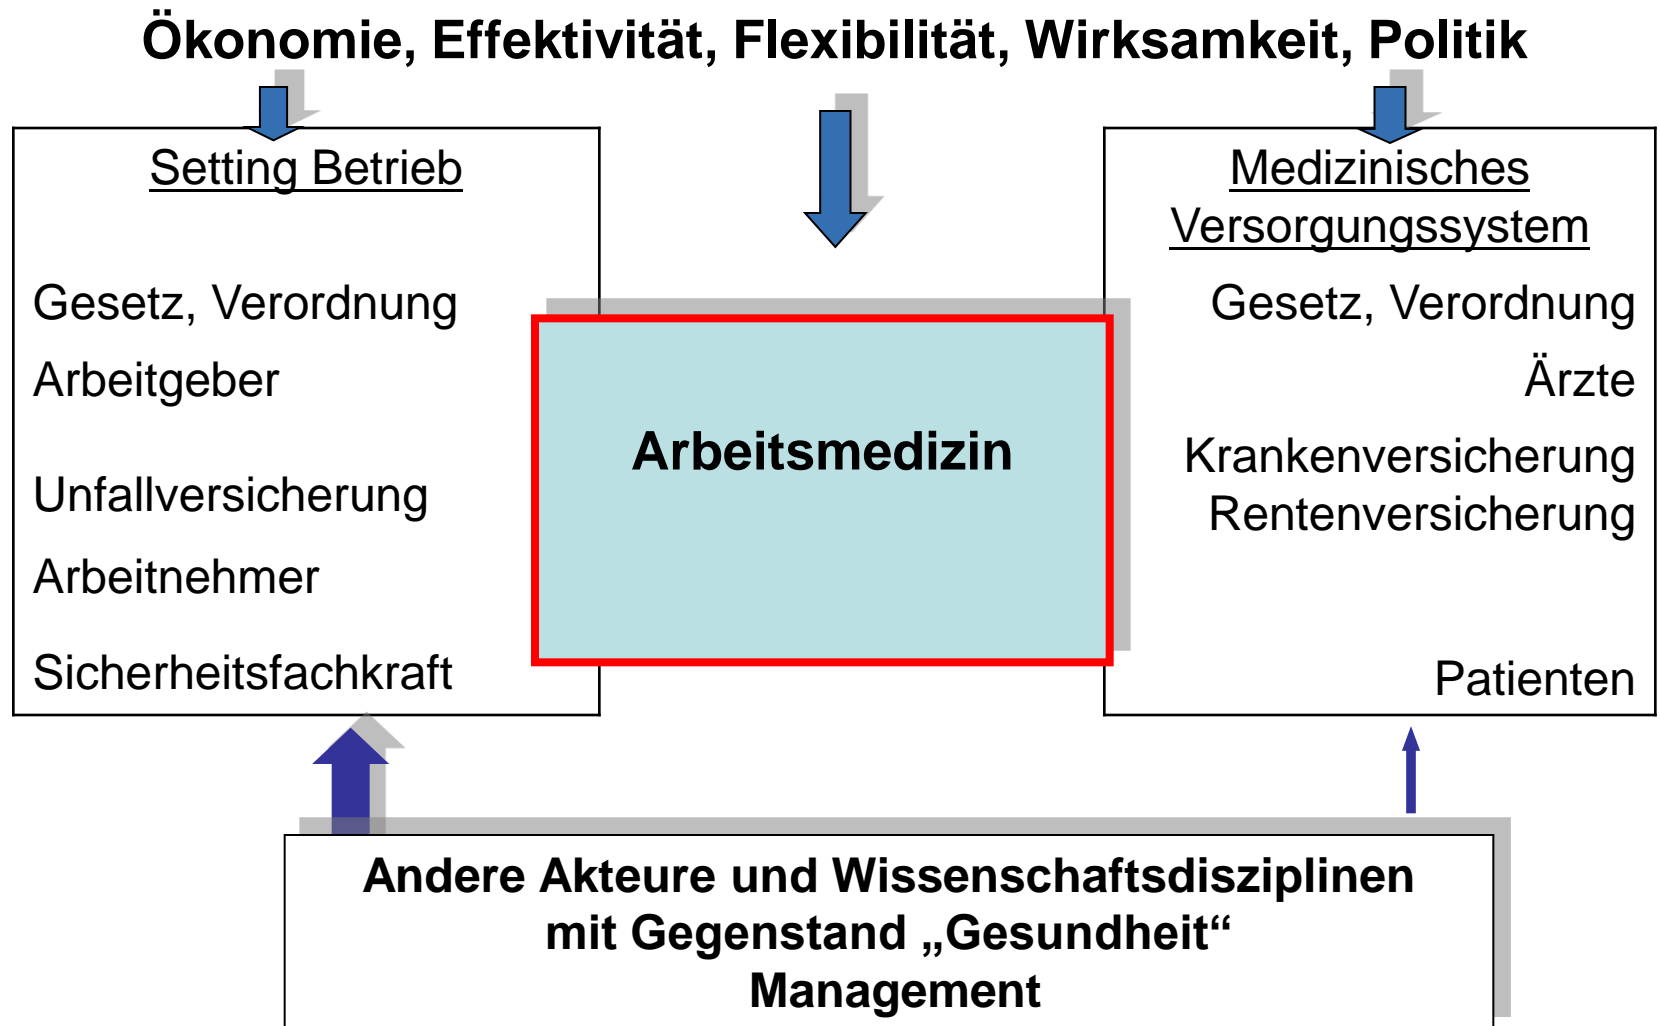 Ökonomie, Effektivität, Flexibilität, Wirksamkeit, Politik
Setting Betrieb
Gesetz, Verordnung
Arbeitgeber
Unfallversicherung
Arbeitnehmer
Sicherheitsfachkraft
Arbeitsmedizin
Medizinisches
Versorgungssystem
Gesetz, Verordnung
Ärzte
Krankenversicherung
Rentenversicherung
Patienten
Andere Akteure und Wissenschaftsdisziplinen
mit Gegenstand „Gesundheit“
Management